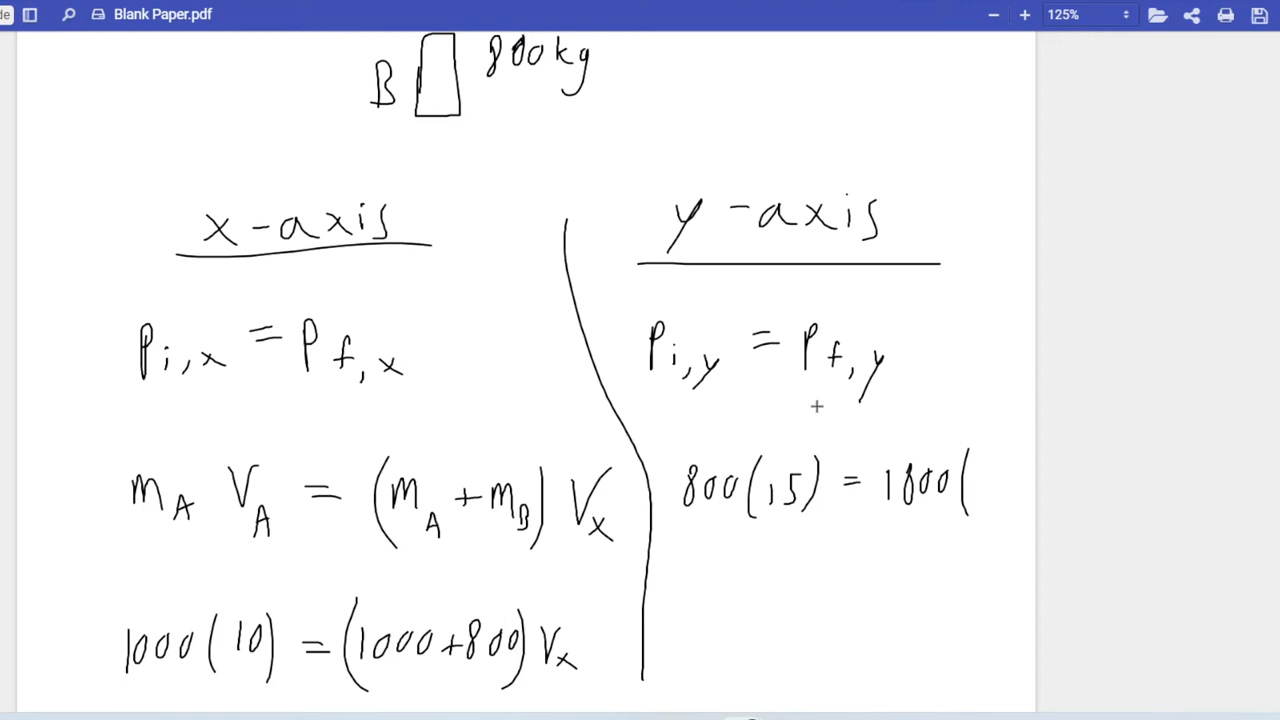 de Blank Paper.pdf 125%
B 800kg
x-axis
y-axis
Pi,x = Pf,x
Pi,y = Pf,y
mA VA = (mA + mB) Vx
800(15) = 1800(
1000(10) = (1000+800)Vx